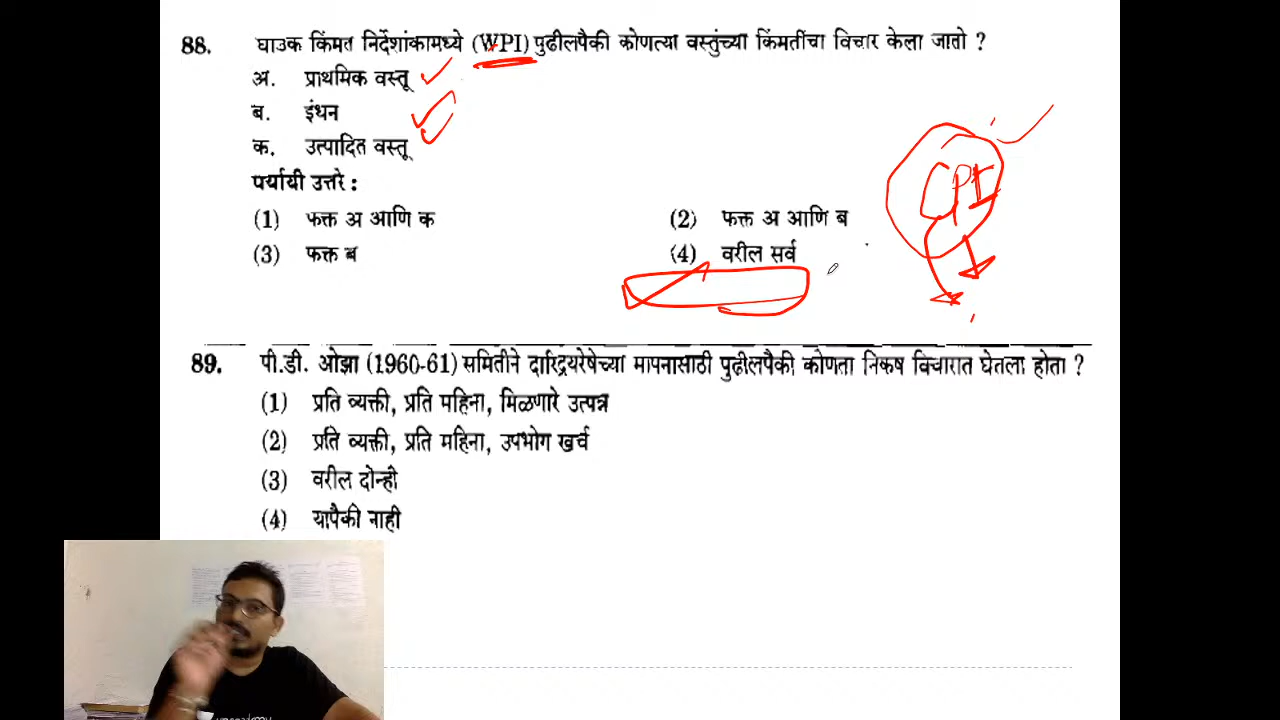 88. घाउक किंमत निर्देशांकामध्ये (WPI) पुढीलपैकी कोणत्या वस्तुंच्या किंमतींचा विचार केला जातो ?
अ. प्राथमिक वस्तू
ब. इंधन
क. उत्पादित वस्तू
पर्यायी उत्तरे :
(1) फक्त अ आणि क (2) फक्त अ आणि ब
(3) फक्त ब (4) वरील सर्व
CPI
89. पी.डी. ओझा (1960-61) समितीने दारिद्रयरेषेच्या मापनासाठी पुढीलपैकी कोणता निकष विचारात घेतला होता ?
(1) प्रति व्यक्ती, प्रति महिना, मिळणारे उत्पन्न
(2) प्रति व्यक्ती, प्रति महिना, उपभोग खर्च
(3) वरील दोन्ही
(4) यापैकी नाही